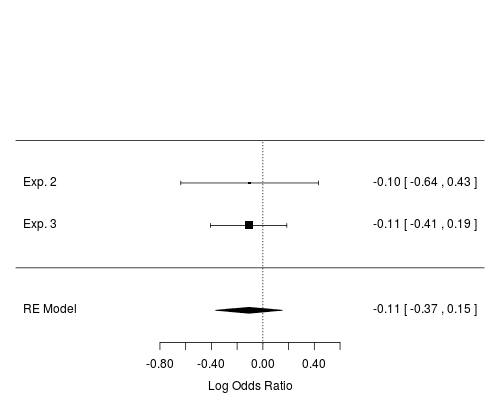 Exp. 2 -0.10 [ -0.64 , 0.43 ]
Exp. 3 -0.11 [ -0.41 , 0.19 ]
RE Model -0.11 [ -0.37 , 0.15 ]
-0.80 -0.40 0.00 0.40
Log Odds Ratio